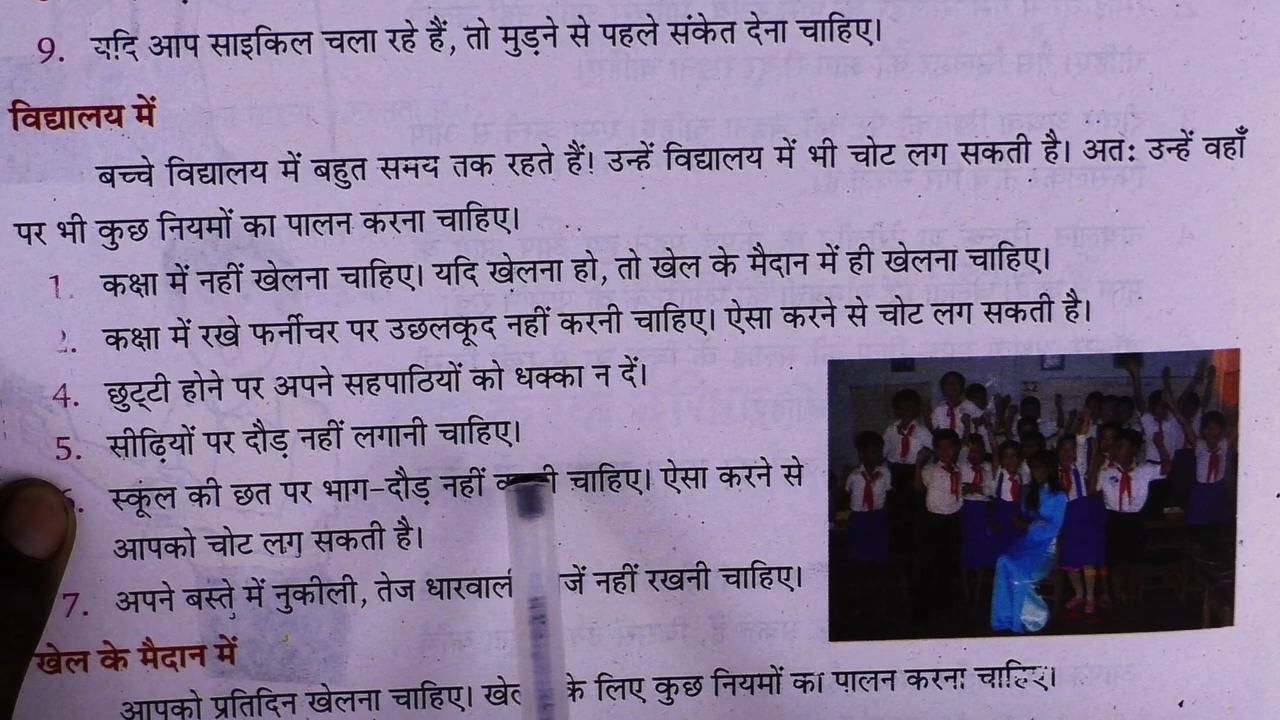 9. यदि आप साइकिल चला रहे हैं, तो मुड़ने से पहले संकेत देना चाहिए।
विद्यालय में
बच्चे विद्यालय में बहुत समय तक रहते हैं! उन्हें विद्यालय में भी चोट लग सकती है। अतः उन्हें वहाँ
पर भी कुछ नियमों का पालन करना चाहिए।
1. कक्षा में नहीं खेलना चाहिए। यदि खेलना हो, तो खेल के मैदान में ही खेलना चाहिए।
2. कक्षा में रखे फर्नीचर पर उछलकूद नहीं करनी चाहिए। ऐसा करने से चोट लग सकती है।
4. छुट्टी होने पर अपने सहपाठियों को धक्का न दें।
5. सीढ़ियों पर दौड़ नहीं लगानी चाहिए।
स्कूल की छत पर भाग-दौड़ नहीं चाहिए। ऐसा करने से
आपको चोट लग सकती है।
7. अपने बस्ते में नुकीली, तेज नहीं रखनी चाहिए।
खेल के मैदान में
आपको प्रतिदिन खेलना चाहिए। के लिए कुछ नियमों का पालन करना चाहिए।